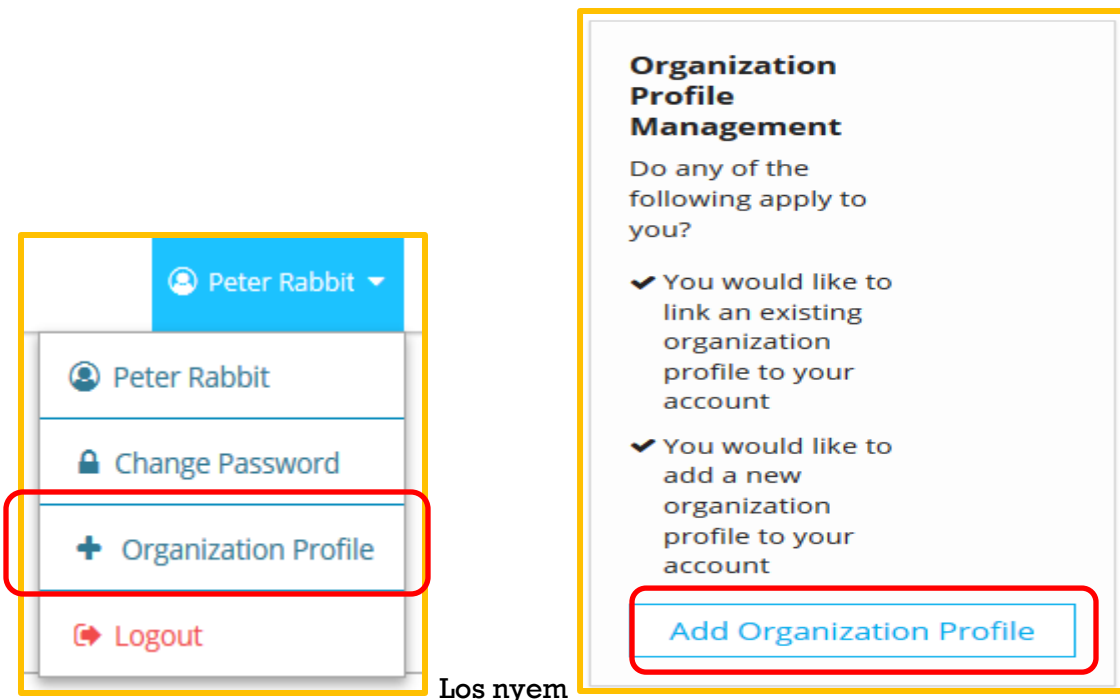 Peter Rabbit
Peter Rabbit
Change Password
Organization Profile
Logout
Los nyem
Organization
Profile
Management
Do any of the
following apply to
you?
You would like to
link an existing
organization
profile to your
account
You would like to
add a new
organization
profile to your
account
Add Organization Profile